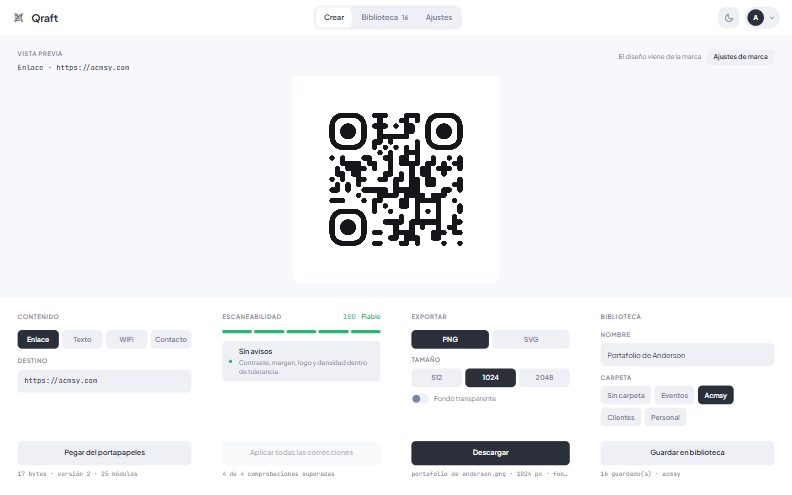 Qraft
Crear
Biblioteca 16
Ajustes
A
VISTA PREVIA
Enlace · https://acmsy.com
El diseño viene de la marca
Ajustes de marca
CONTENIDO
Enlace
Texto
WiFi
Contacto
DESTINO
https://acmsy.com
Pegar del portapapeles
17 bytes · versión 2 · 25 módulos
ESCANEABILIDAD
100 Fiable
Sin avisos
Contraste, margen, logo y densidad dentro
de tolerancia.
Aplicar todas las correcciones
4 de 4 comprobaciones superadas
EXPORTAR
PNG
SVG
TAMAÑO
512
1024
2048
Fondo transparente
Descargar
portafolio de anderson.png · 1024 px · fon…
BIBLIOTECA
NOMBRE
Portafolio de Anderson
CARPETA
Sin carpeta
Eventos
Acmsy
Clientes
Personal
Guardar en biblioteca
16 guardado(s) · acmsy